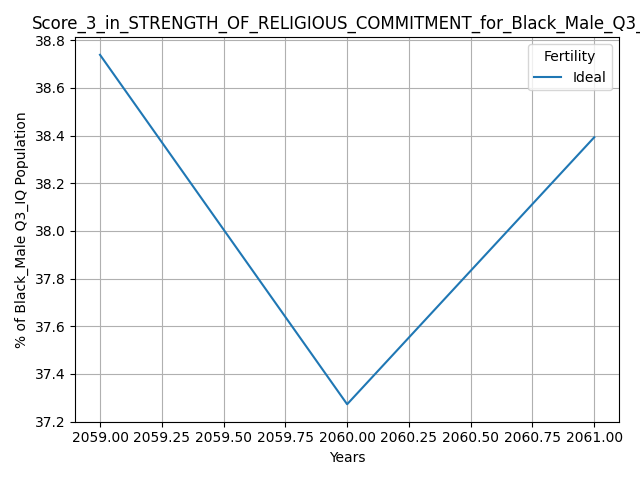 Score_3_in_STRENGTH_OF_RELIGIOUS_COMMITMENT_for_Black_Male_Q3_
38.8
38.6
38.4
38.2
38.0
37.8
37.6
37.4
37.2
% of Black_Male Q3_IQ Population
Fertility
Ideal
2059.00 2059.25 2059.50 2059.75 2060.00 2060.25 2060.50 2060.75 2061.00
Years